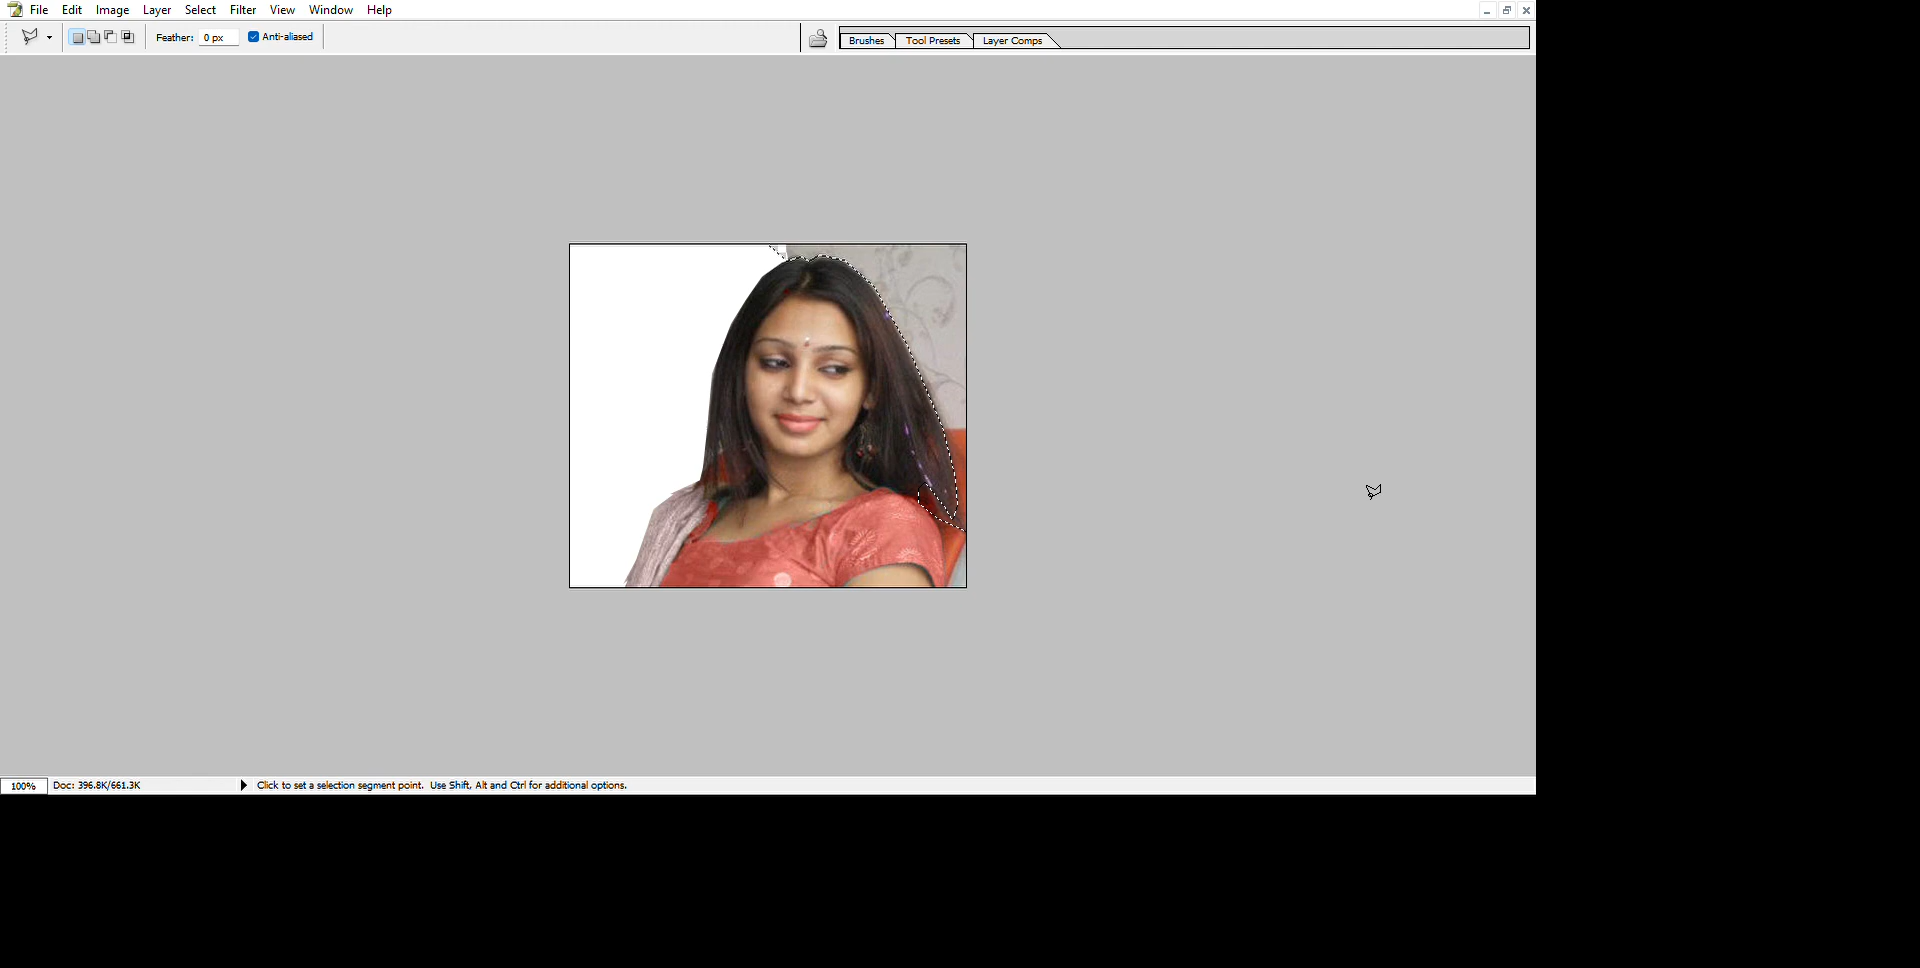 File Edit Image Layer Select Filter View Window Help
Feather: 0 px Anti-aliased Brushes Tool Presets Layer Comps
100% Doc: 396.8K/661.3K Click to set a selection segment point. Use Shift, Alt and Ctrl for additional options.